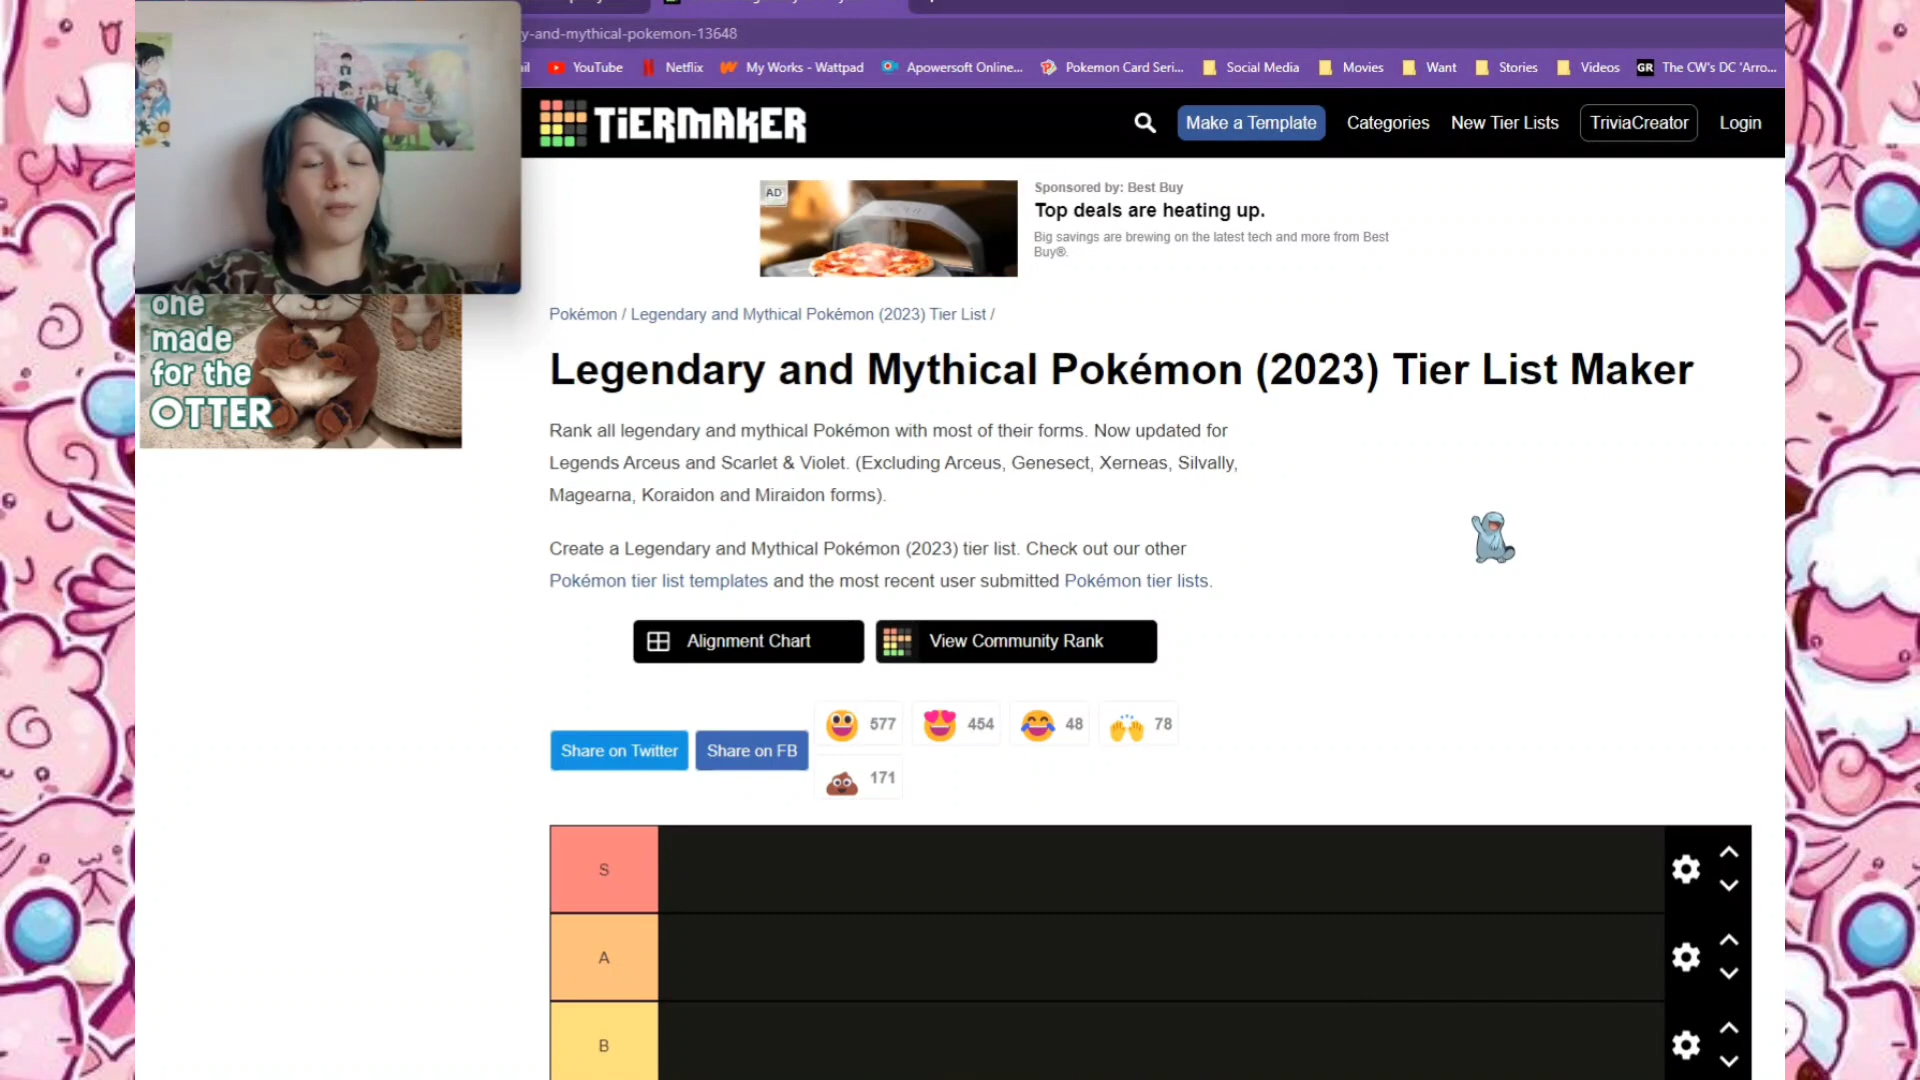 y-and-mythical-pokemon-13648
il YouTube Netflix My Works - Wattpad Apowersoft Online... Pokemon Card Seri... Social Media Movies Want Stories Videos GR The CW's DC 'Arro...
TiERMAKER
Make a Template Categories New Tier Lists TriviaCreator Login
AD
Sponsored by: Best Buy
Top deals are heating up.
Big savings are brewing on the latest tech and more from Best
Buy®.
one
made
for the
OTTER
Pokémon / Legendary and Mythical Pokémon (2023) Tier List /
Legendary and Mythical Pokémon (2023) Tier List Maker
Rank all legendary and mythical Pokémon with most of their forms. Now updated for
Legends Arceus and Scarlet & Violet. (Excluding Arceus, Genesect, Xerneas, Silvally,
Magearna, Koraidon and Miraidon forms).
Create a Legendary and Mythical Pokémon (2023) tier list. Check out our other
Pokémon tier list templates and the most recent user submitted Pokémon tier lists.
Alignment Chart View Community Rank
577 454 48 78
Share on Twitter Share on FB
171
S
A
B